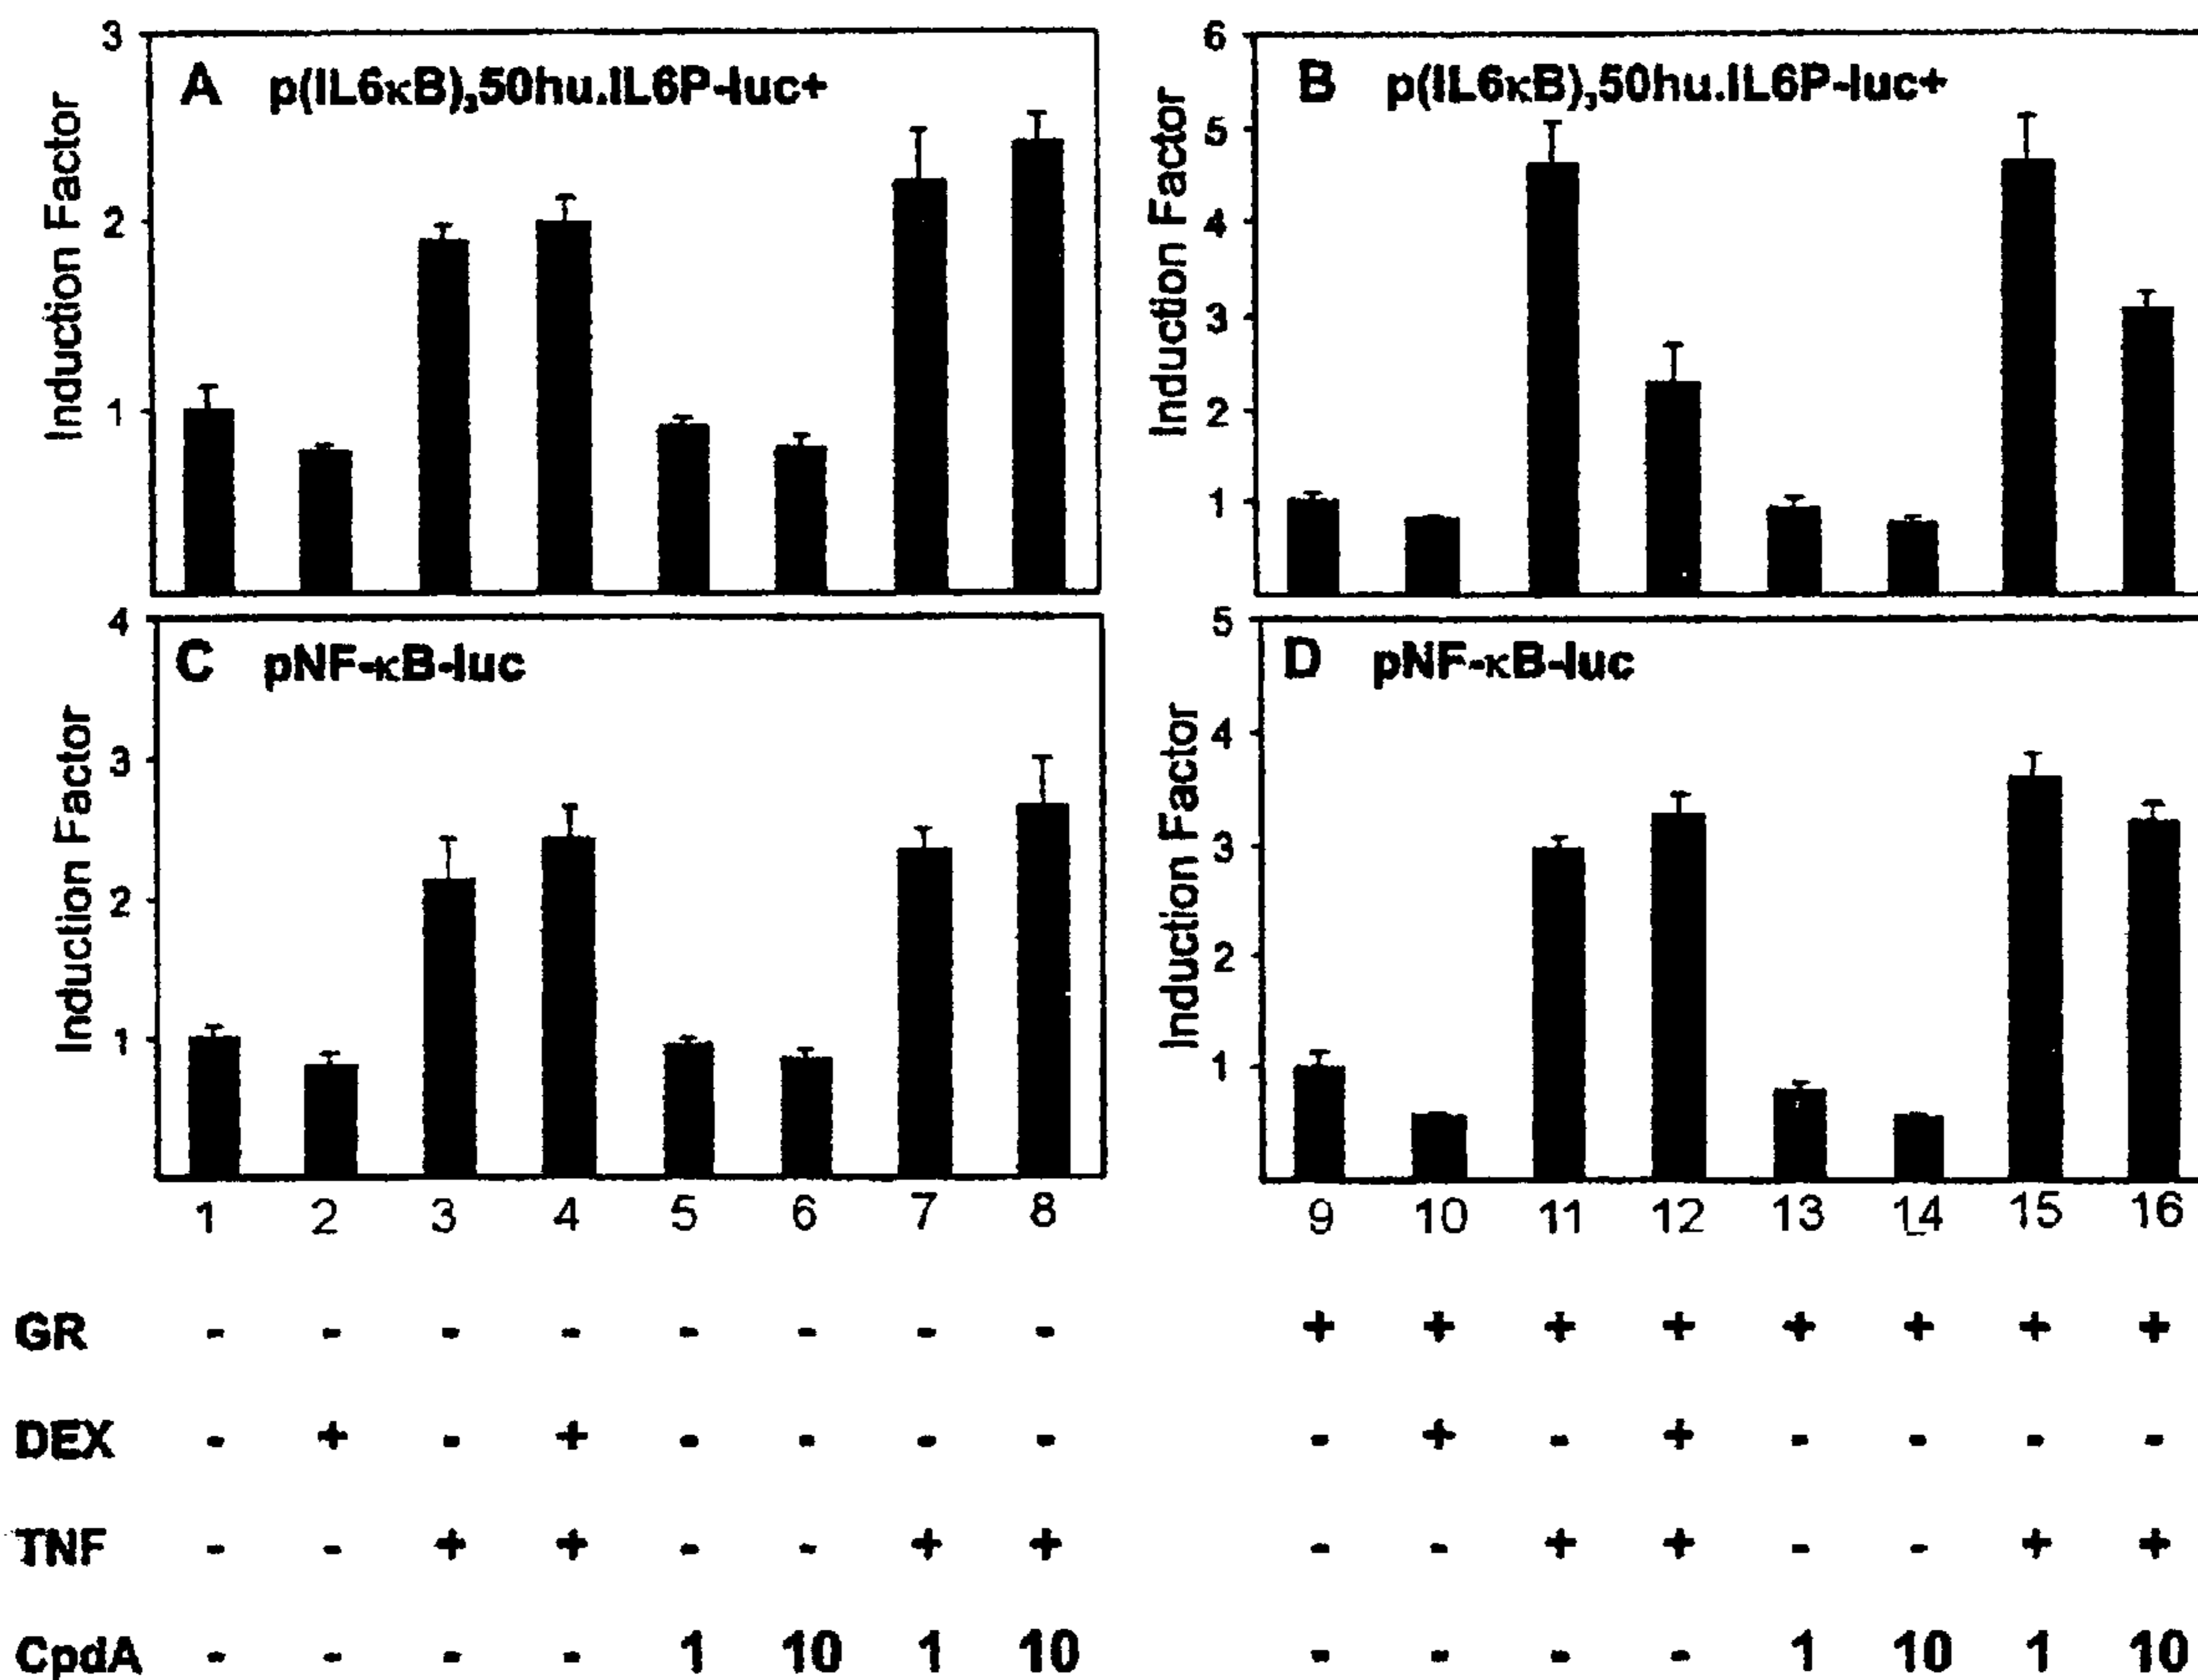 A p(IL6κB)₃50hu.IL6P-luc+
Induction Factor
3
2
1
B p(IL6κB)₃50hu.IL6P-luc+
Induction Factor
6
5
4
3
2
1
C pNF-κB-luc
Induction Factor
4
3
2
1
D pNF-κB-luc
Induction Factor
5
4
3
2
1
1 2 3 4 5 6 7 8 9 10 11 12 13 14 15 16
GR - - - - - - - - + + + + + + + +
DEX - + - + - - - - - + - + - - - -
TNF - - + + - - + + - - + + - - + +
CpdA - - - - 1 10 1 10 - - - - 1 10 1 10